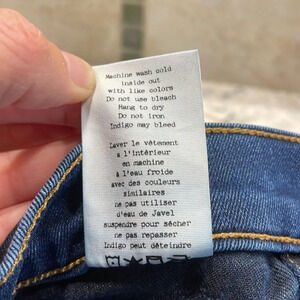 Machine wash cold
inside out
with like colors
Do not use bleach
Hang to dry
Do not iron
Indigo may bleed
Laver le vêtement
à l'intérieur
en machine
à l'eau froide
avec des couleurs
similaires
ne pas utiliser
d'eau de Javel
suspendre pour sécher
ne pas repasser
Indigo peut déteindre